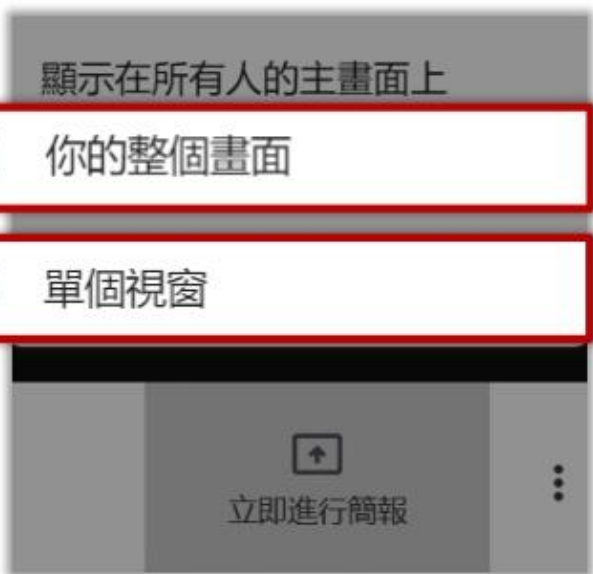 顯示在所有人的主畫面上
你的整個畫面
單個視窗
立即進行簡報